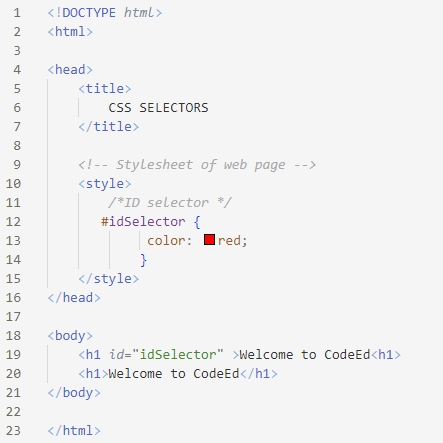 1 <!DOCTYPE html>
2 <html>
3
4 <head>
5 <title>
6 CSS SELECTORS
7 </title>
8
9 <!-- Stylesheet of web page -->
10 <style>
11 /*ID selector */
12 #idSelector {
13 color: red;
14 }
15 </style>
16 </head>
17
18 <body>
19 <h1 id="idSelector" >Welcome to CodeEd<h1>
20 <h1>Welcome to CodeEd</h1>
21 </body>
22
23 </html>